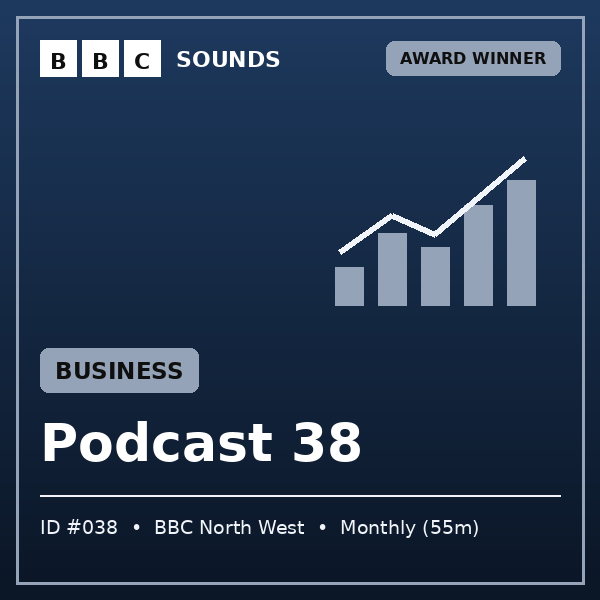 BBC SOUNDS
AWARD WINNER
BUSINESS
Podcast 38
ID #038 • BBC North West • Monthly (55m)